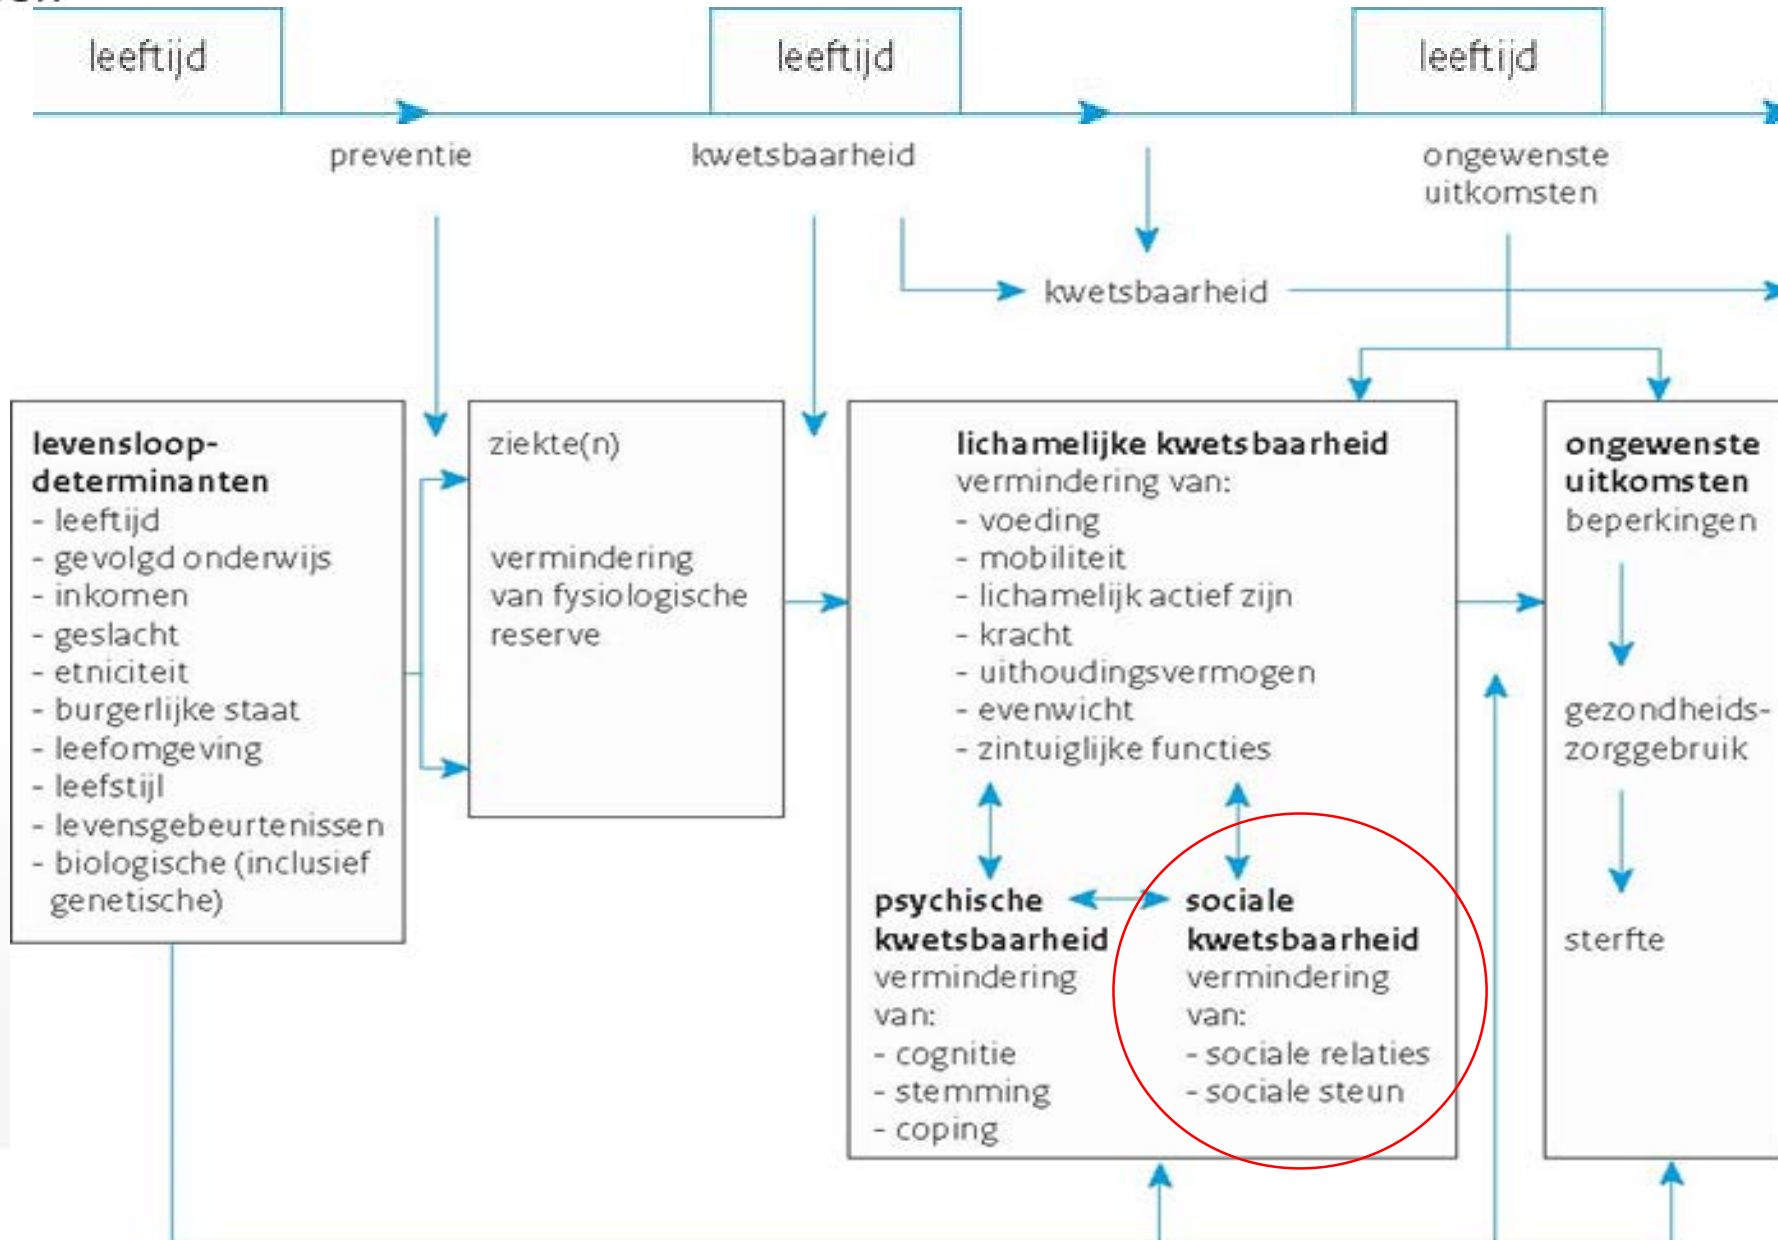 leeftijd
leeftijd
leeftijd
preventie
kwetsbaarheid
ongewenste
uitkomsten
kwetsbaarheid
levensloop-
determinanten
- leeftijd
- gevolgd onderwijs
- inkomen
- geslacht
- etniciteit
- burgerlijke staat
- leefomgeving
- leefstijl
- levensgebeurtenissen
- biologische (inclusief
genetische)
ziekte(n)
vermindering
van fysiologische
reserve
lichamelijke kwetsbaarheid
vermindering van:
- voeding
- mobiliteit
- lichamelijk actief zijn
- kracht
- uithoudingsvermogen
- evenwicht
- zintuiglijke functies
psychische
kwetsbaarheid
vermindering
van:
- cognitie
- stemming
- coping
sociale
kwetsbaarheid
vermindering
van:
- sociale relaties
- sociale steun
ongewenste
uitkomsten
beperkingen
gezondheids-
zorggebruik
sterfte